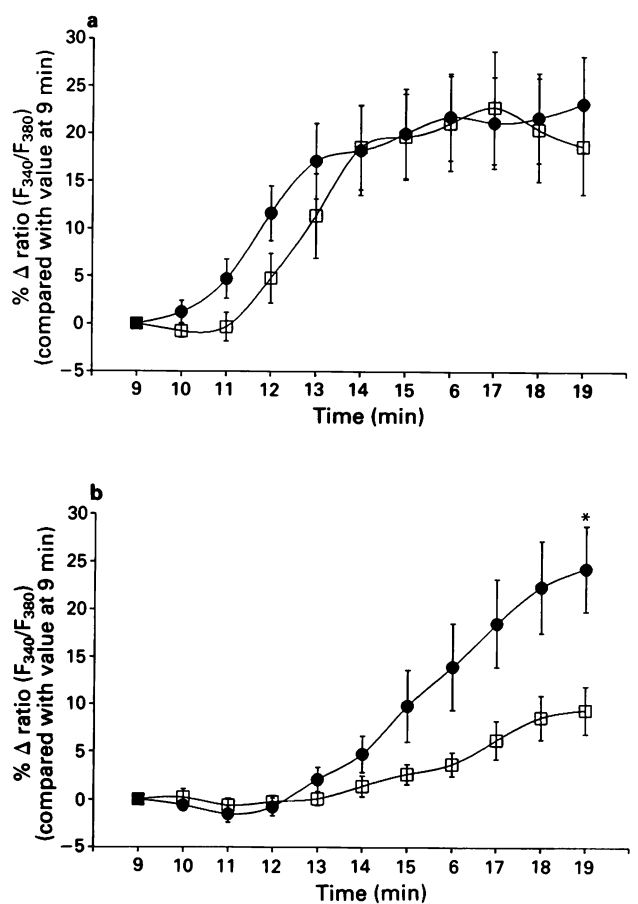 a
% Δ ratio (F340/F380)
(compared with value at 9 min)
30
25
20
15
10
5
0
−5
9 10 11 12 13 14 15 6 17 18 19
Time (min)
b
% Δ ratio (F340/F380)
(compared with value at 9 min)
30
25
20
15
10
5
0
−5
*
9 10 11 12 13 14 15 6 17 18 19
Time (min)